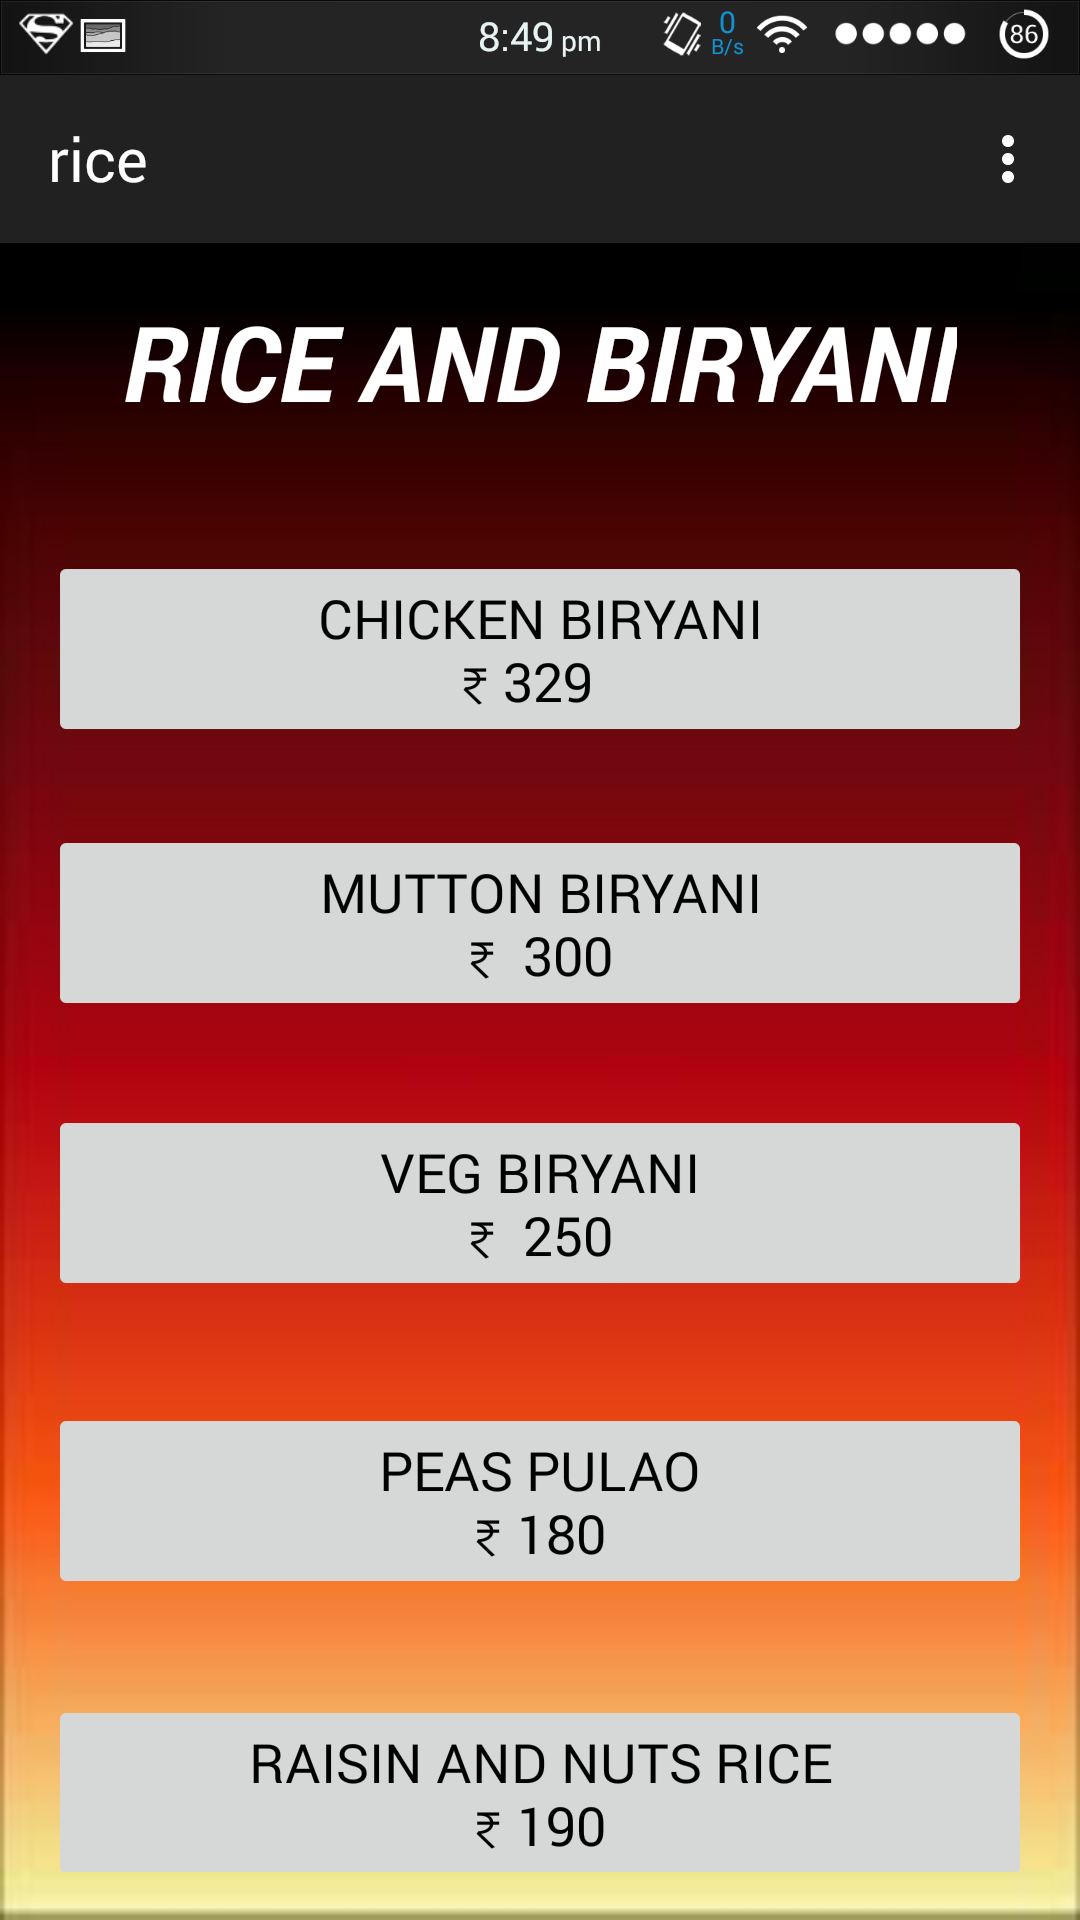 8:49 pm
0
B/s
86
rice
RICE AND BIRYANI
CHICKEN BIRYANI
₹ 329
MUTTON BIRYANI
₹  300
VEG BIRYANI
₹  250
PEAS PULAO
₹ 180
RAISIN AND NUTS RICE
₹ 190